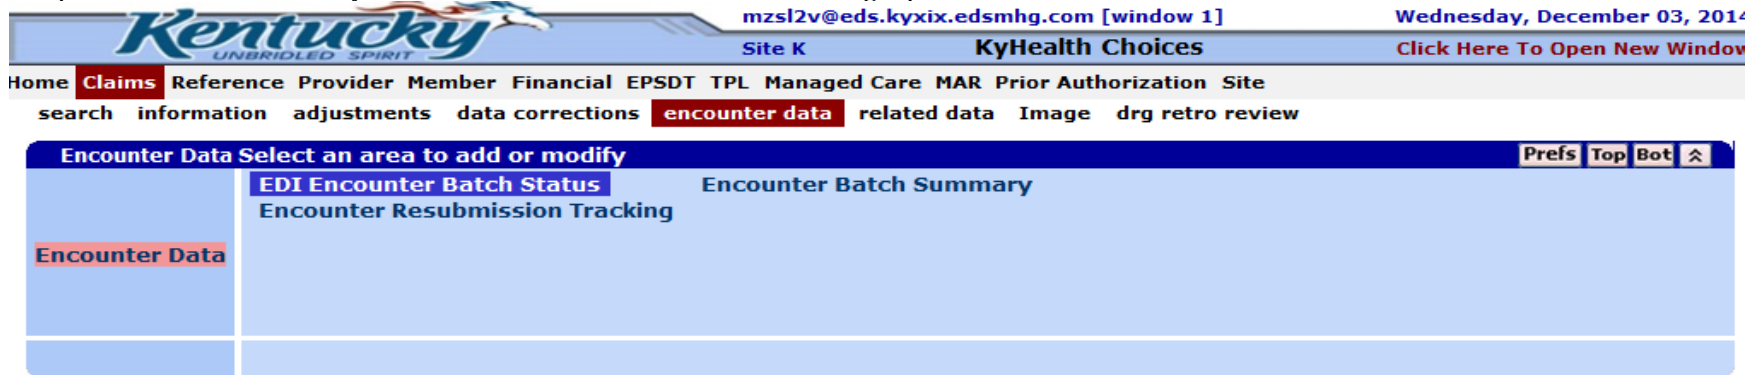 Kentucky
UNBRIDLED SPIRIT
mzsl2v@eds.kyxix.edsmhg.com [window 1]
Wednesday, December 03, 2014
Site K
KyHealth Choices
Click Here To Open New Window
Home Claims Reference Provider Member Financial EPSDT TPL Managed Care MAR Prior Authorization Site
search information adjustments data corrections encounter data related data Image drg retro review
Encounter Data Select an area to add or modify
Prefs Top Bot
EDI Encounter Batch Status Encounter Batch Summary
Encounter Resubmission Tracking
Encounter Data